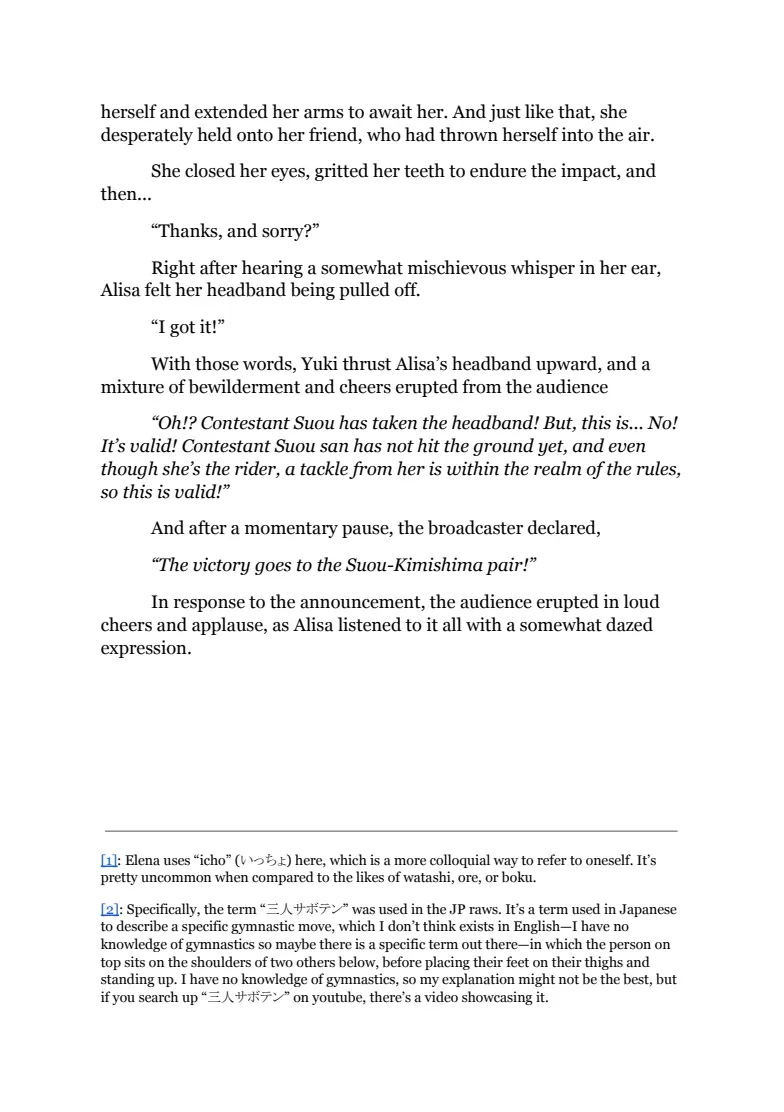 herself and extended her arms to await her. And just like that, she
desperately held onto her friend, who had thrown herself into the air.
She closed her eyes, gritted her teeth to endure the impact, and
then...
“Thanks, and sorry?”
Right after hearing a somewhat mischievous whisper in her ear,
Alisa felt her headband being pulled off.
“I got it!”
With those words, Yuki thrust Alisa’s headband upward, and a
mixture of bewilderment and cheers erupted from the audience
“Oh!? Contestant Suou has taken the headband! But, this is... No!
It’s valid! Contestant Suou san has not hit the ground yet, and even
though she’s the rider, a tackle from her is within the realm of the rules,
so this is valid!”
And after a momentary pause, the broadcaster declared,
“The victory goes to the Suou-Kimishima pair!”
In response to the announcement, the audience erupted in loud
cheers and applause, as Alisa listened to it all with a somewhat dazed
expression.
[1]: Elena uses “icho” (いっちょ) here, which is a more colloquial way to refer to oneself. It’s
pretty uncommon when compared to the likes of watashi, ore, or boku.
[2]: Specifically, the term “三人サボテン” was used in the JP raws. It’s a term used in Japanese
to describe a specific gymnastic move, which I don’t think exists in English—I have no
knowledge of gymnastics so maybe there is a specific term out there—in which the person on
top sits on the shoulders of two others below, before placing their feet on their thighs and
standing up. I have no knowledge of gymnastics, so my explanation might not be the best, but
if you search up “三人サボテン” on youtube, there’s a video showcasing it.